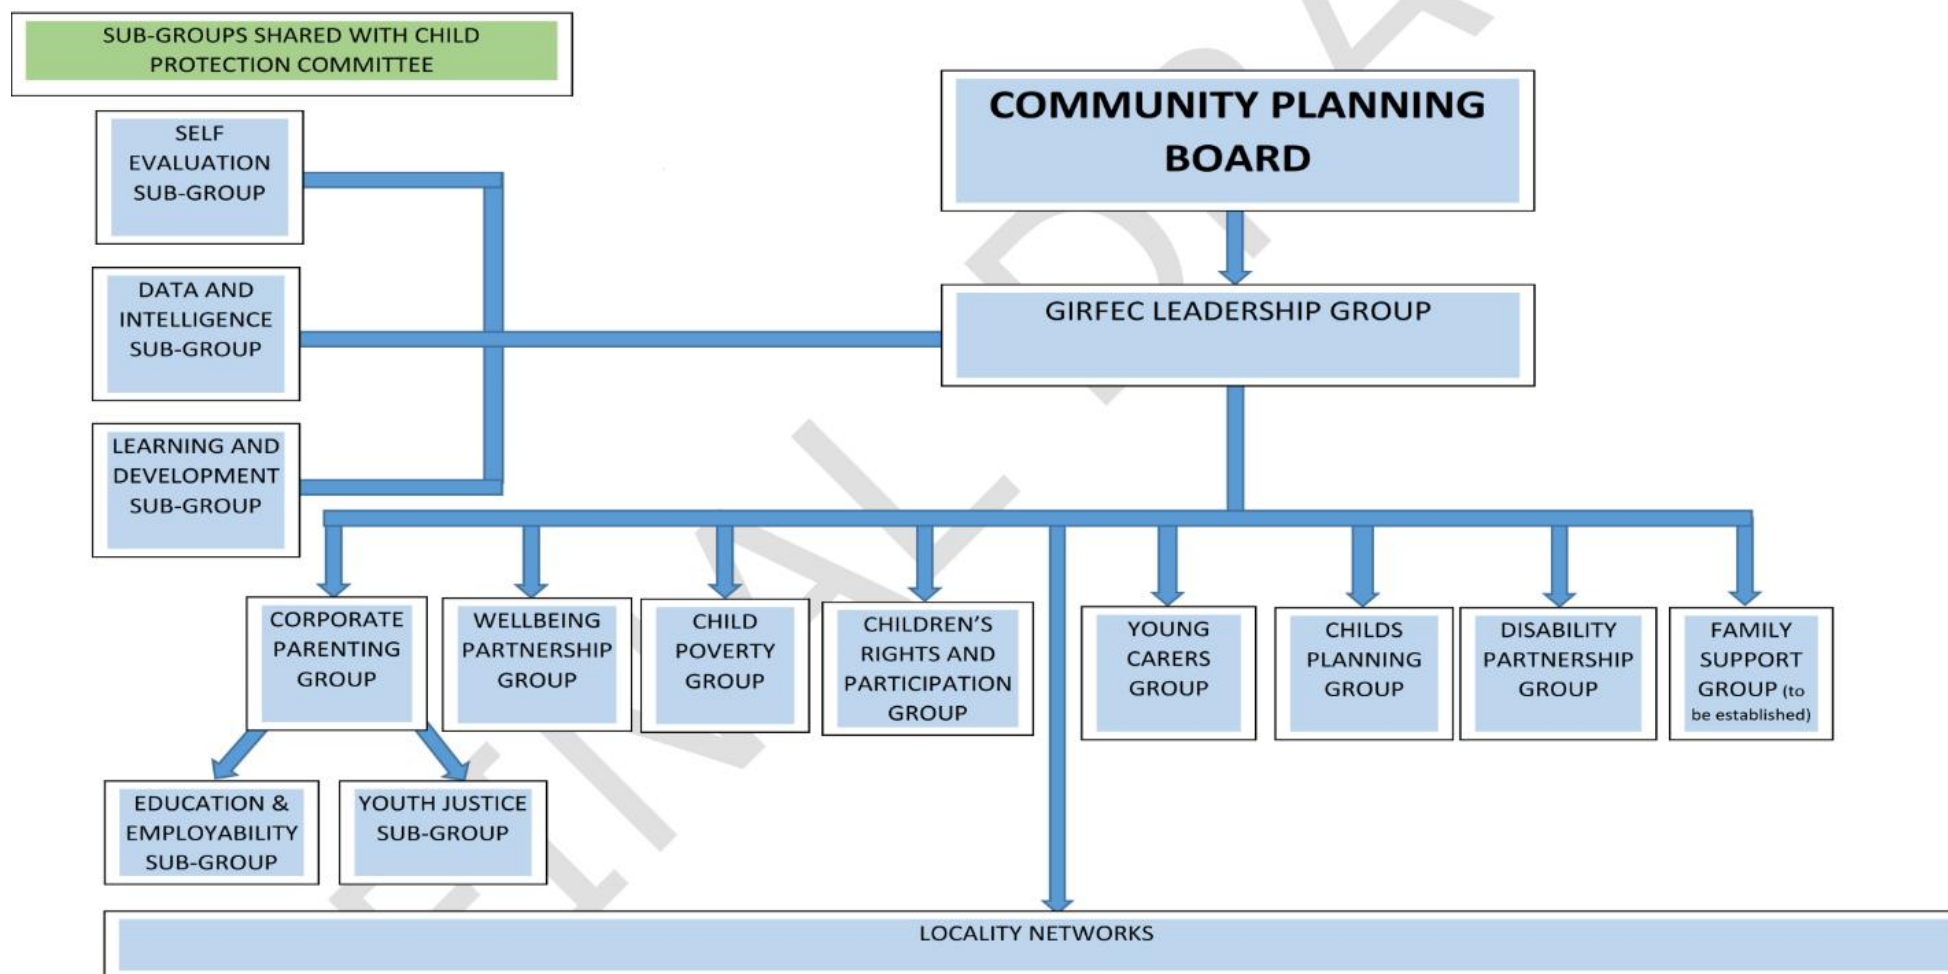 SUB-GROUPS SHARED WITH CHILD
PROTECTION COMMITTEE
COMMUNITY PLANNING
BOARD
SELF
EVALUATION
SUB-GROUP
DATA AND
INTELLIGENCE
SUB-GROUP
GIRFEC LEADERSHIP GROUP
LEARNING AND
DEVELOPMENT
SUB-GROUP
CORPORATE
PARENTING
GROUP
WELLBEING
PARTNERSHIP
GROUP
CHILD
POVERTY
GROUP
CHILDREN’S
RIGHTS AND
PARTICIPATION
GROUP
YOUNG
CARERS
GROUP
CHILDS
PLANNING
GROUP
DISABILITY
PARTNERSHIP
GROUP
FAMILY
SUPPORT
GROUP (to
be established)
EDUCATION &
EMPLOYABILITY
SUB-GROUP
YOUTH JUSTICE
SUB-GROUP
LOCALITY NETWORKS